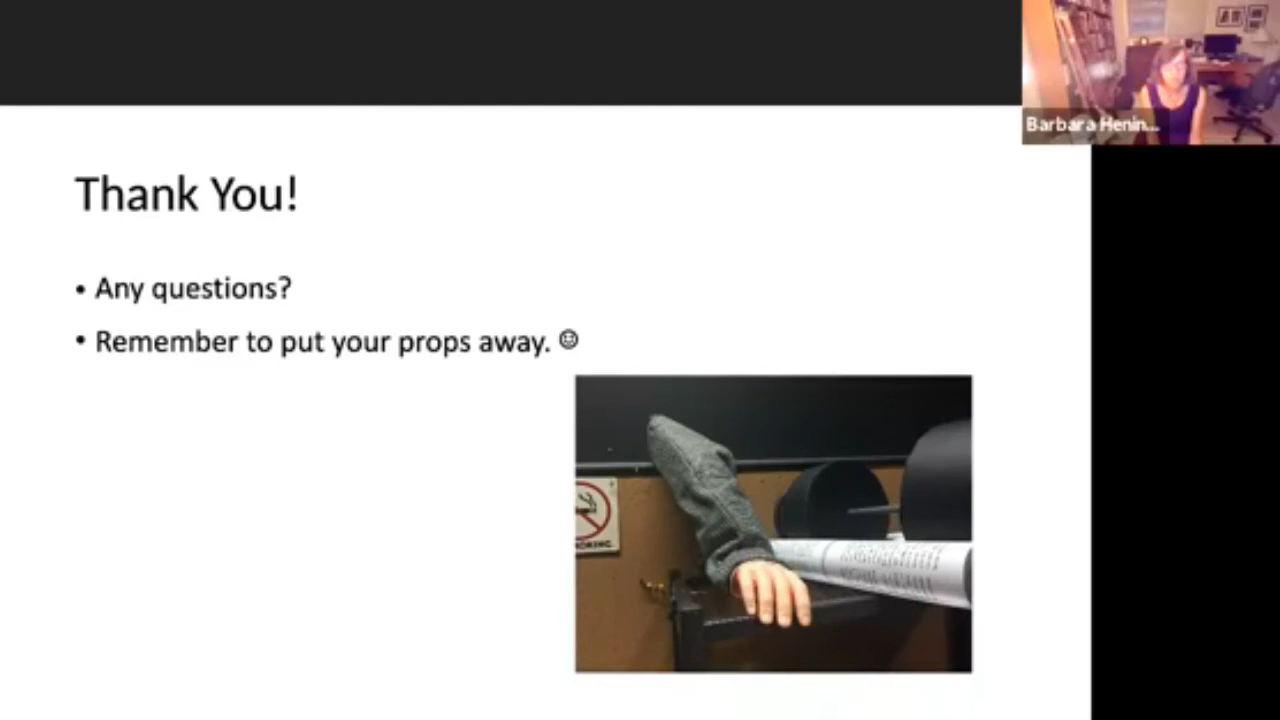 Barbara Henin...
Thank You!
• Any questions?
• Remember to put your props away. ☺